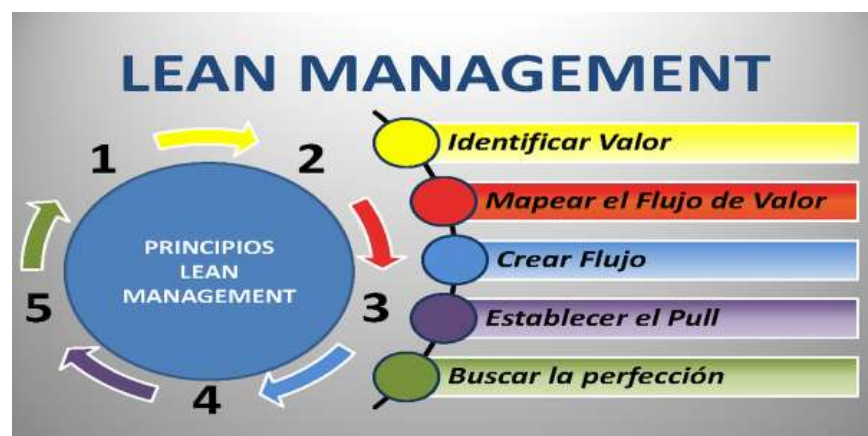 LEAN MANAGEMENT
1
2
3
4
5
PRINCIPIOS
LEAN
MANAGEMENT
Identificar Valor
Mapear el Flujo de Valor
Crear Flujo
Establecer el Pull
Buscar la perfección